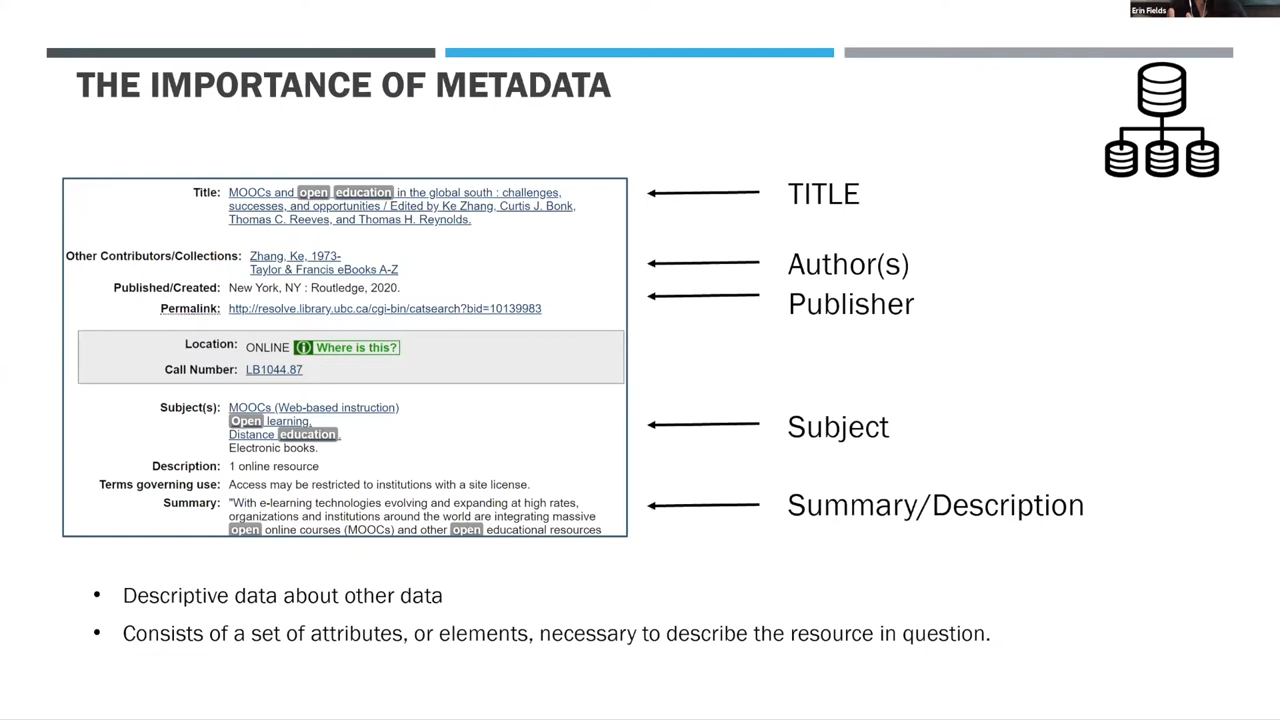 Erin Fields
THE IMPORTANCE OF METADATA
Title: MOOCs and open education in the global south : challenges,
successes, and opportunities / Edited by Ke Zhang, Curtis J. Bonk,
Thomas C. Reeves, and Thomas H. Reynolds.
Other Contributors/Collections: Zhang, Ke, 1973-
Taylor & Francis eBooks A-Z
Published/Created: New York, NY : Routledge, 2020.
Permalink: http://resolve.library.ubc.ca/cgi-bin/catsearch?bid=10139983
Location: ONLINE Where is this?
Call Number: LB1044.87
Subject(s): MOOCs (Web-based instruction)
Open learning.
Distance education.
Electronic books.
Description: 1 online resource
Terms governing use: Access may be restricted to institutions with a site license.
Summary: "With e-learning technologies evolving and expanding at high rates,
organizations and institutions around the world are integrating massive
open online courses (MOOCs) and other open educational resources
TITLE
Author(s)
Publisher
Subject
Summary/Description
• Descriptive data about other data
• Consists of a set of attributes, or elements, necessary to describe the resource in question.